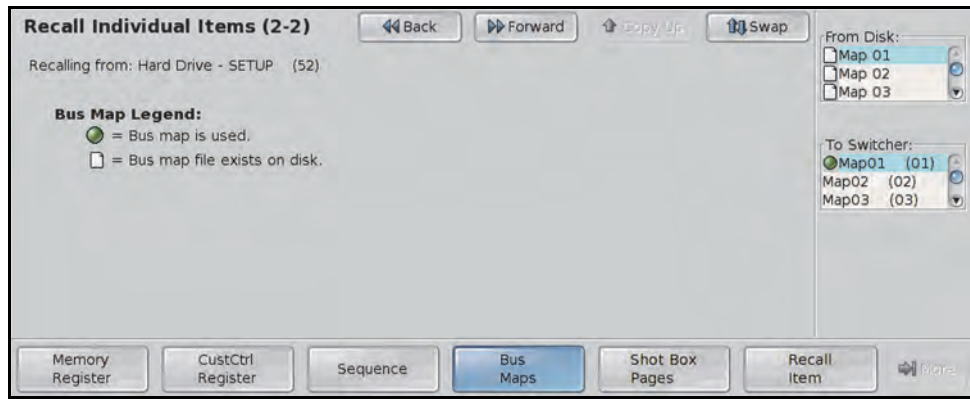 Recall Individual Items (2-2)
Back
Forward
Copy Up
Swap
Recalling from: Hard Drive - SETUP (52)
Bus Map Legend:
= Bus map is used.
= Bus map file exists on disk.
From Disk:
Map 01
Map 02
Map 03
To Switcher:
Map01 (01)
Map02 (02)
Map03 (03)
Memory
Register
CustCtrl
Register
Sequence
Bus
Maps
Shot Box
Pages
Recall
Item
More